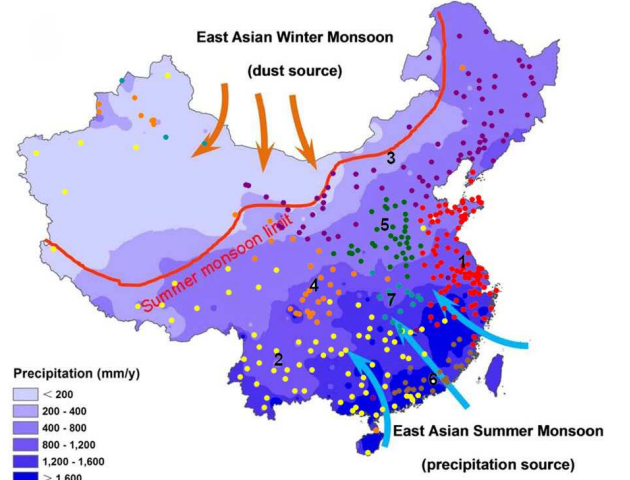 East Asian Winter Monsoon
(dust source)
3
Summer monsoon limit
5
1
4
7
2
6
Precipitation (mm/y)
< 200
200 - 400
400 - 800
800 - 1,200
1,200 - 1,600
> 1,600
East Asian Summer Monsoon
(precipitation source)